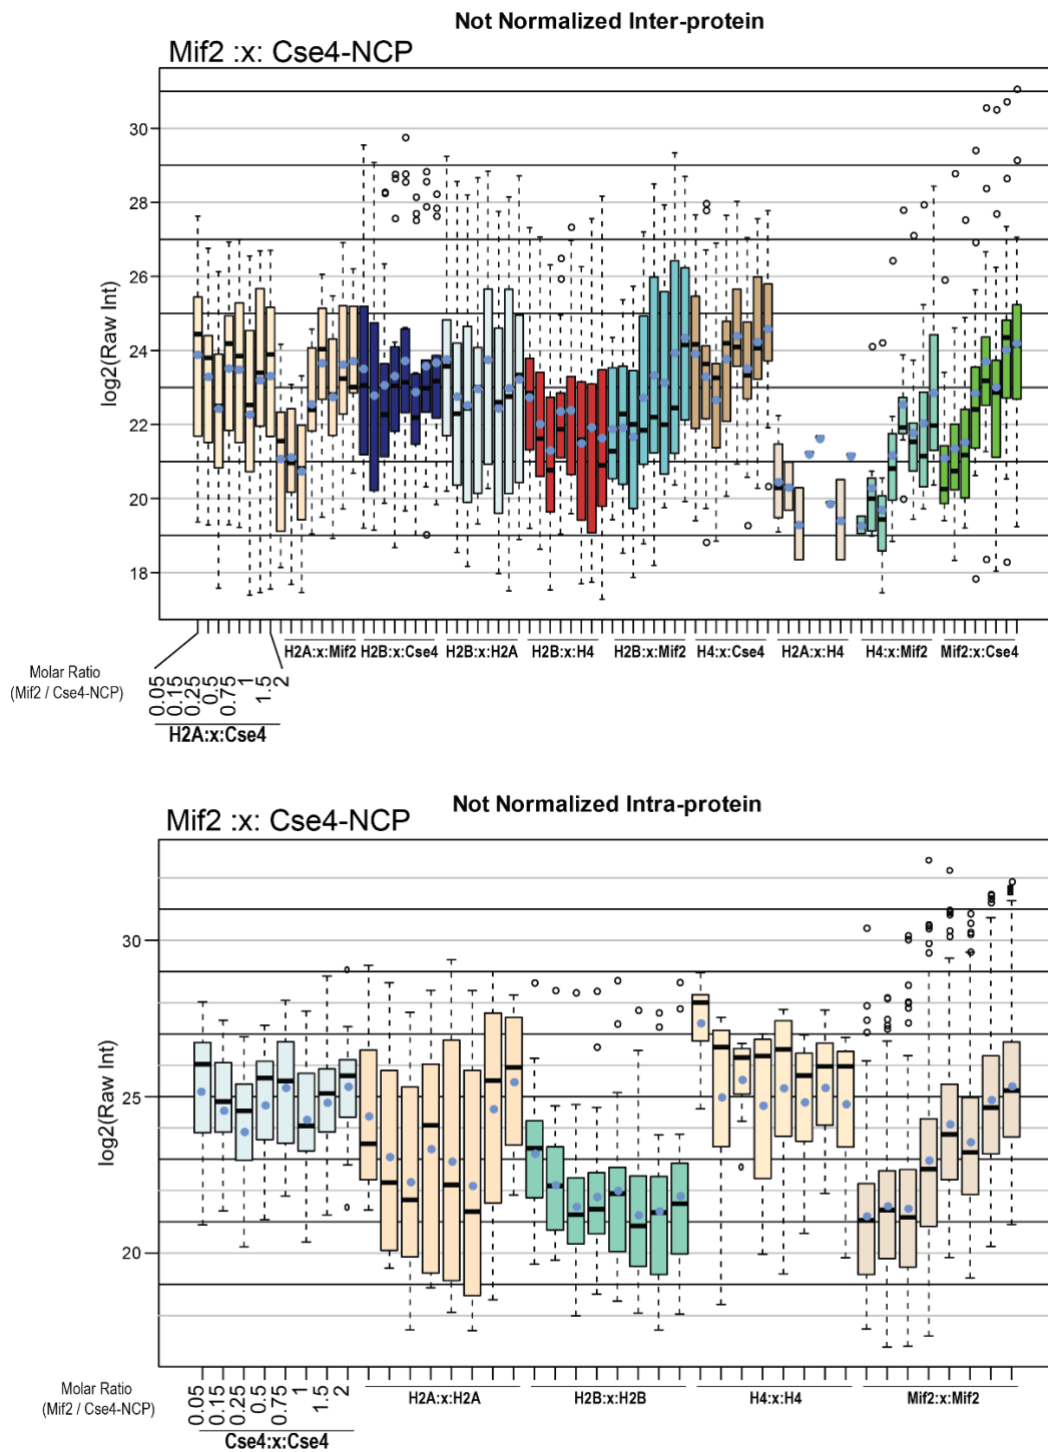 Not Normalized Inter-protein
Mif2 :x: Cse4-NCP
log2(Raw Int)
30
28
26
24
22
20
18
H2A:x:Mif2 H2B:x:Cse4 H2B:x:H2A H2B:x:H4 H2B:x:Mif2 H4:x:Cse4 H2A:x:H4 H4:x:Mif2 Mif2:x:Cse4
Molar Ratio
(Mif2 / Cse4-NCP)
0.05 0.15 0.25 0.5 0.75 1 1.5 2
H2A:x:Cse4
Not Normalized Intra-protein
Mif2 :x: Cse4-NCP
log2(Raw Int)
30
25
20
Molar Ratio
(Mif2 / Cse4-NCP)
0.05 0.15 0.25 0.5 0.75 1 1.5 2
Cse4:x:Cse4 H2A:x:H2A H2B:x:H2B H4:x:H4 Mif2:x:Mif2